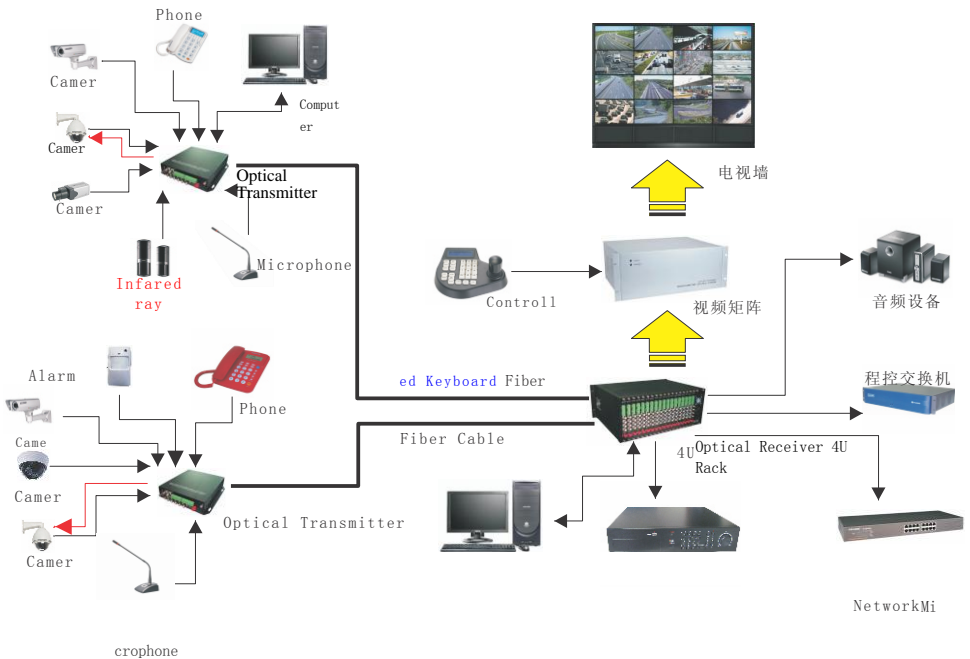 Phone
Camer
Comput
er
Camer
Optical
Transmitter
Camer
Microphone
Infared
ray
电视墙
Controll
视频矩阵
音频设备
Alarm
Phone
ed Keyboard Fiber
程控交换机
Came
Fiber Cable
4U
Optical Receiver 4U
Rack
Camer
Optical Transmitter
Camer
NetworkMi
crophone